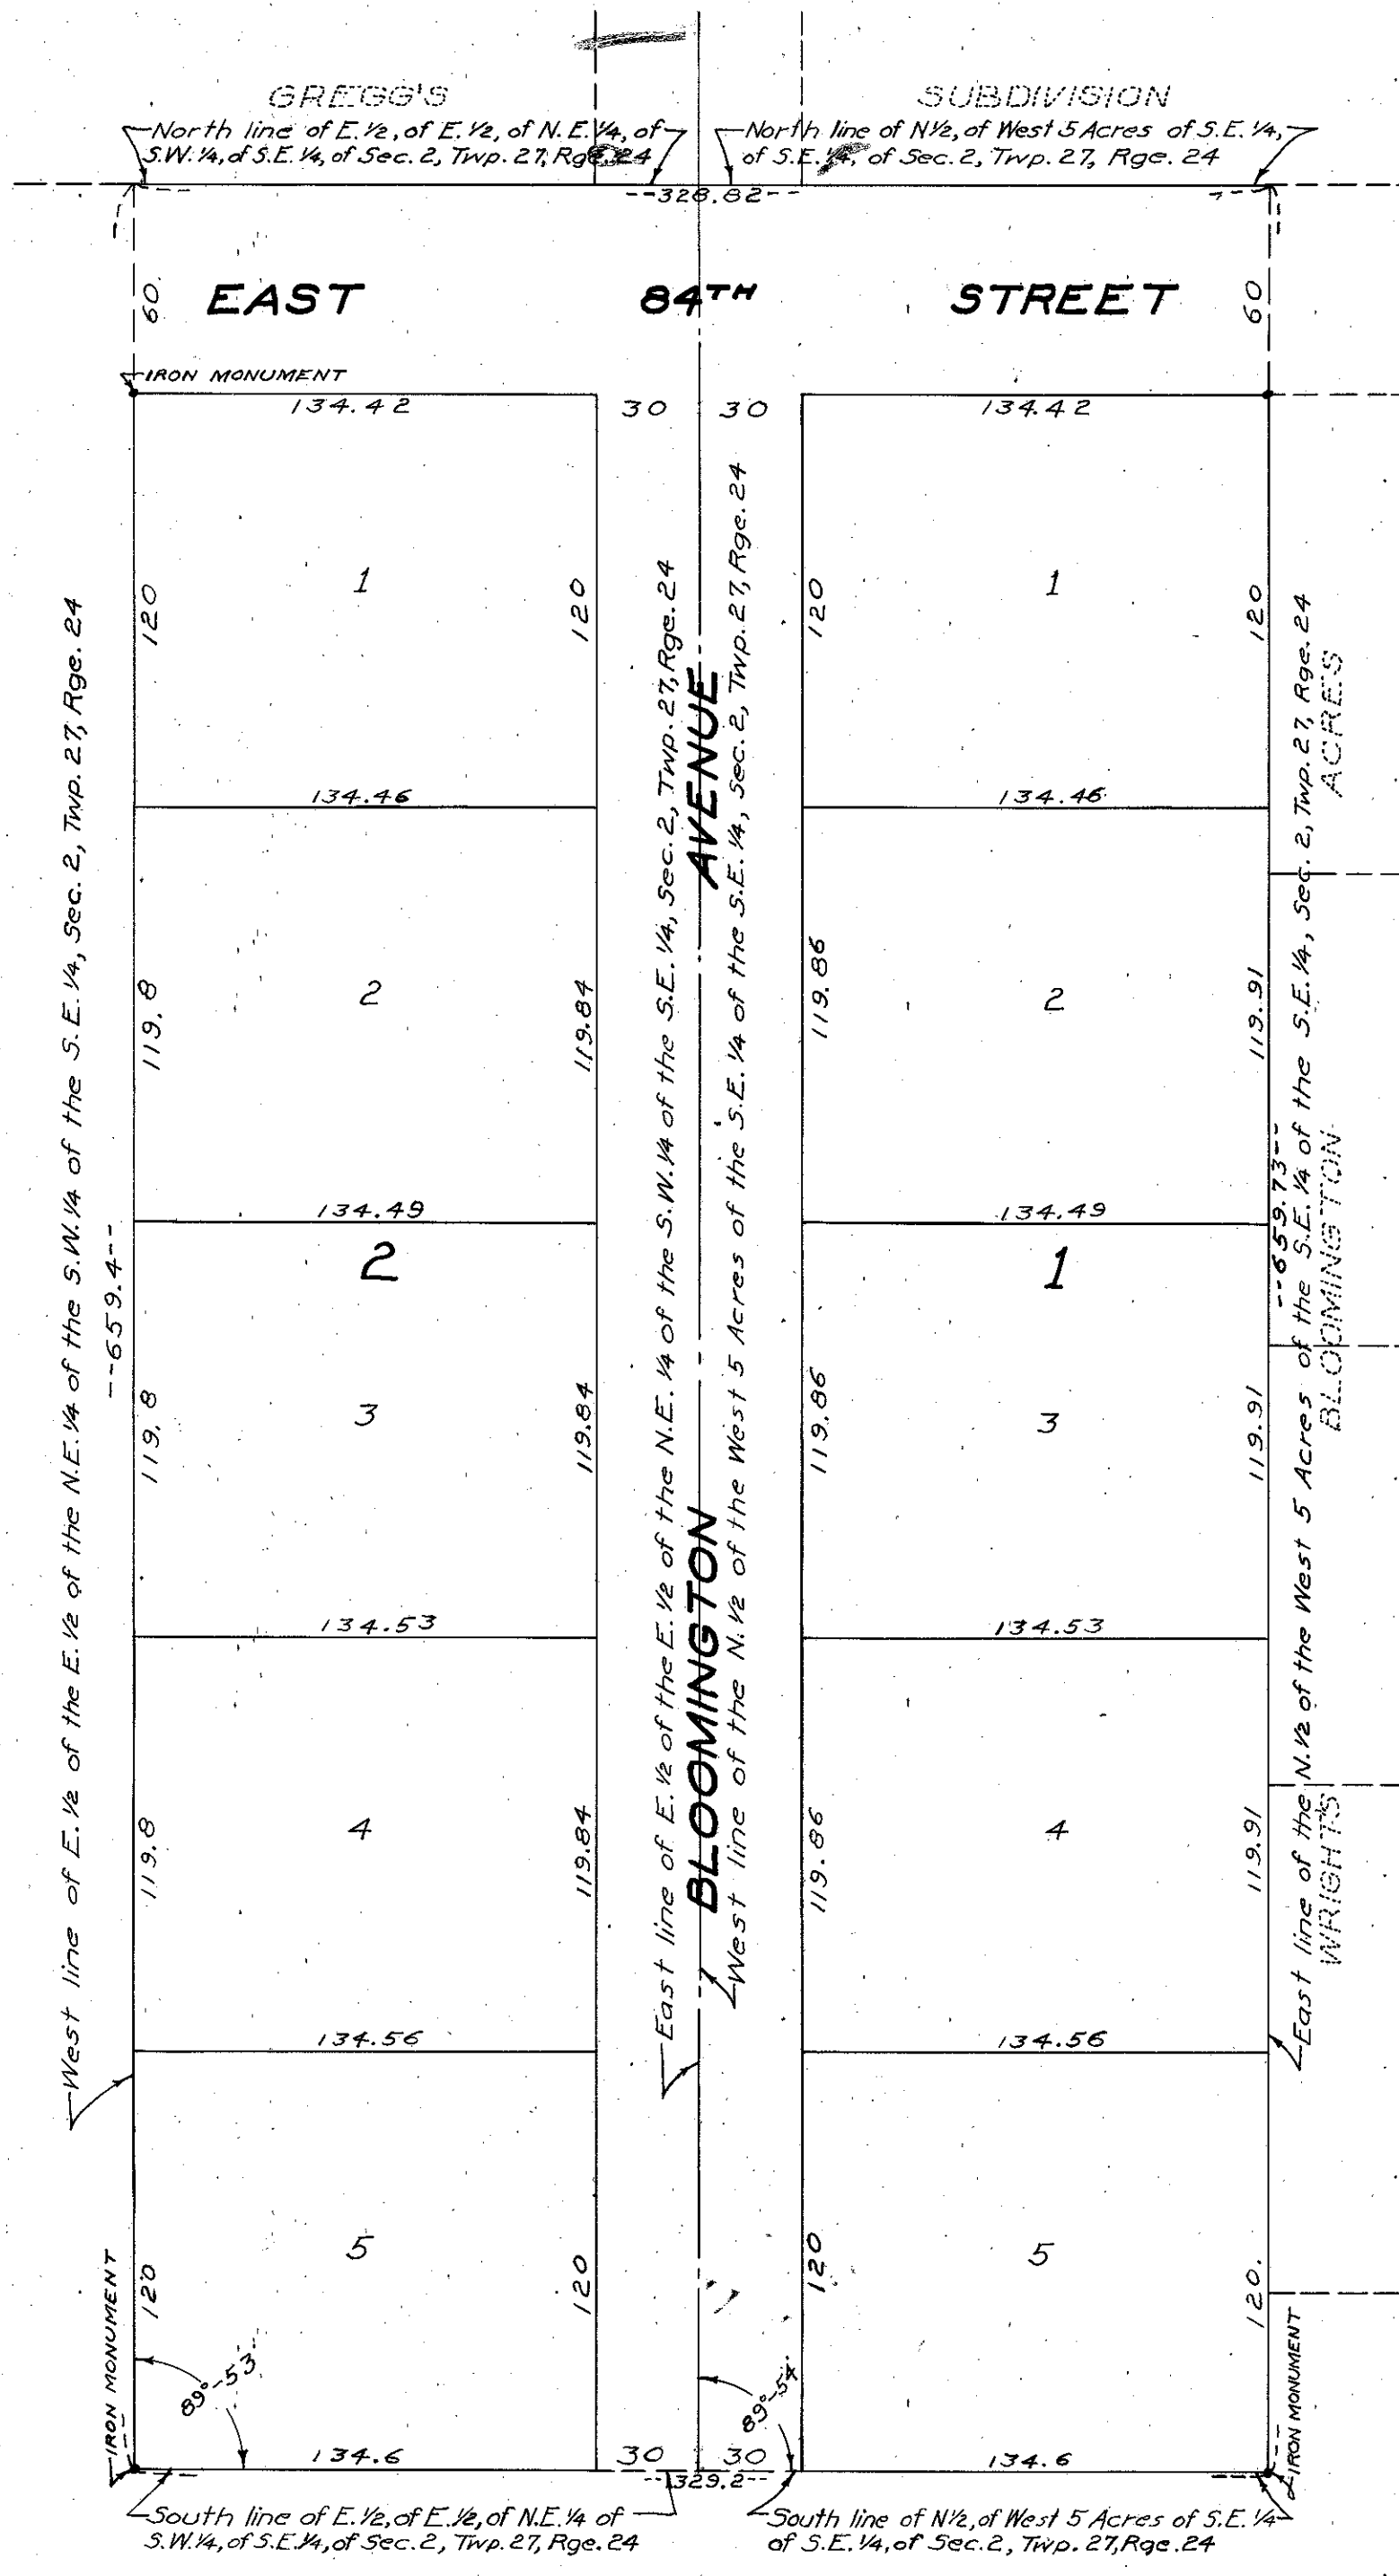 GREGG'S
SUBDIVISION
North line of E.½, of E.½, of N.E.¼, of
S.W.¼, of S.E.¼, of Sec. 2, Twp. 27, Rge. 24
North line of N½, of West 5 Acres of S.E.¼,
of S.E.¼, of Sec. 2, Twp. 27, Rge. 24
--328.82--
60.
EAST 84TH STREET
60
IRON MONUMENT
134.42
30
30
134.42
120
1
120
120
1
120
134.46
134.46
119.8
2
119.84
119.86
2
119.91
134.49
134.49
2
1
--659.4--
--659.73--
119.8
3
119.84
119.86
3
119.91
134.53
134.53
119.8
4
119.84
119.86
4
119.91
134.56
134.56
120
5
120
120
5
120.
89°-53'
89°-54'
134.6
30
30
134.6
--329.2--
West line of E.½ of the E.½ of the N.E.¼ of the S.W.¼ of the S.E.¼, Sec. 2, Twp. 27, Rge. 24
East line of E.½ of the E.½ of the N.E.¼ of the S.W.¼ of the S.E.¼, Sec. 2, Twp. 27, Rge. 24
BLOOMINGTON AVENUE
West line of the N.½ of the West 5 Acres of the S.E.¼ of the S.E.¼, Sec. 2, Twp. 27, Rge. 24
East line of the N.½ of the West 5 Acres of the S.E.¼ of the S.E.¼, Sec. 2, Twp. 27, Rge. 24
WRIGHT'S BLOOMINGTON ACRES
IRON MONUMENT
IRON MONUMENT
South line of E.½, of E.½, of N.E.¼ of
S.W.¼, of S.E.¼, of Sec. 2, Twp. 27, Rge. 24
South line of N½, of West 5 Acres of S.E.¼
of S.E.¼, of Sec. 2, Twp. 27, Rge. 24